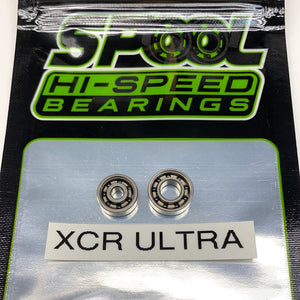 SPOOL
HI-SPEED
BEARINGS
XCR ULTRA